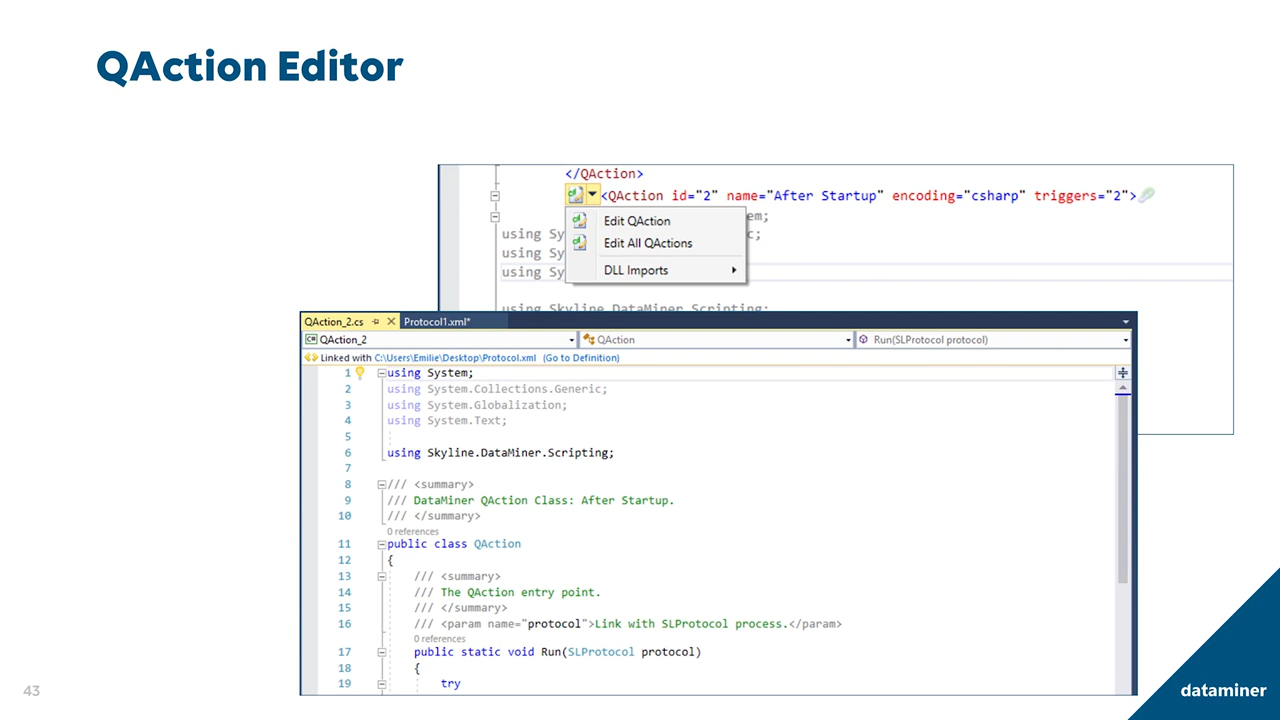 QAction Editor
</QAction>
<QAction id="2" name="After Startup" encoding="csharp" triggers="2">
Edit QAction
em;
using Sy
c;
Edit All QActions
using Sy
using Sy
DLL Imports
using Skyline.DataMiner.Scripting;
QAction_2.cs
Protocol1.xml*
QAction_2
QAction
Run(SLProtocol protocol)
Linked with C:\Users\Emilie\Desktop\Protocol.xml (Go to Definition)
1 using System;
2 using System.Collections.Generic;
3 using System.Globalization;
4 using System.Text;
5
6 using Skyline.DataMiner.Scripting;
7
8 /// <summary>
9 /// DataMiner QAction Class: After Startup.
10 /// </summary>
0 references
11 public class QAction
12 {
13 /// <summary>
14 /// The QAction entry point.
15 /// </summary>
16 /// <param name="protocol">Link with SLProtocol process.</param>
0 references
17 public static void Run(SLProtocol protocol)
18 {
19 try
43
dataminer